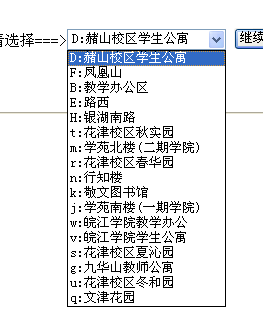 请选择===>D:赭山校区学生公寓 继续
D:赭山校区学生公寓
F:凤凰山
B:教学办公区
E:路西
H:银湖南路
t:花津校区秋实园
m:学苑北楼(二期学院)
r:花津校区春华园
n:行知楼
k:敬文图书馆
j:学苑南楼(一期学院)
w:皖江学院教学办公
v:皖江学院学生公寓
s:花津校区夏沁园
g:九华山教师公寓
u:花津校区冬和园
q:文津花园